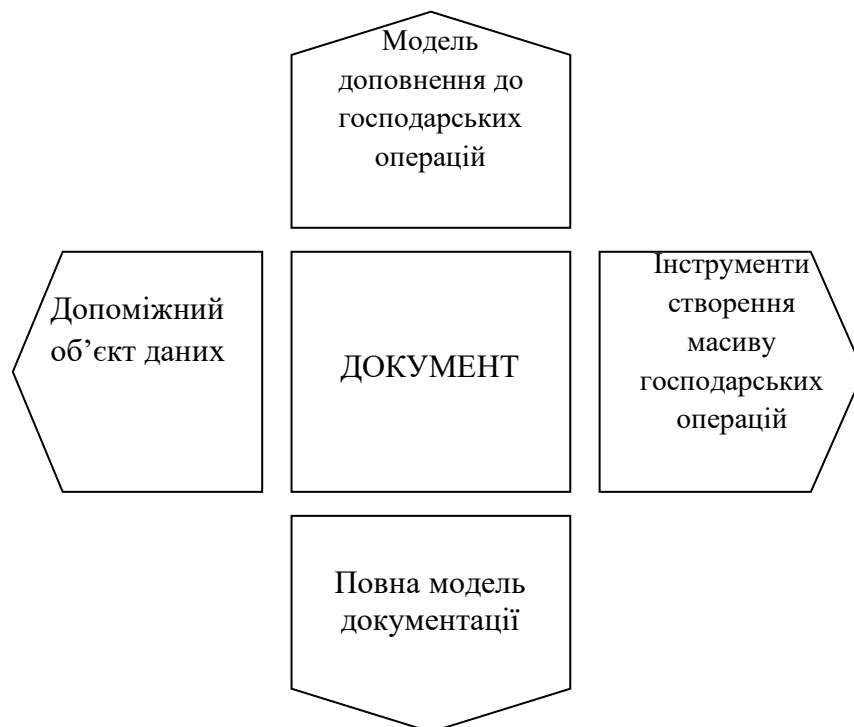 Модель
доповнення до
господарських
операцій
Допоміжний
об’єкт даних
ДОКУМЕНТ
Інструменти
створення
масиву
господарських
операцій
Повна модель
документації